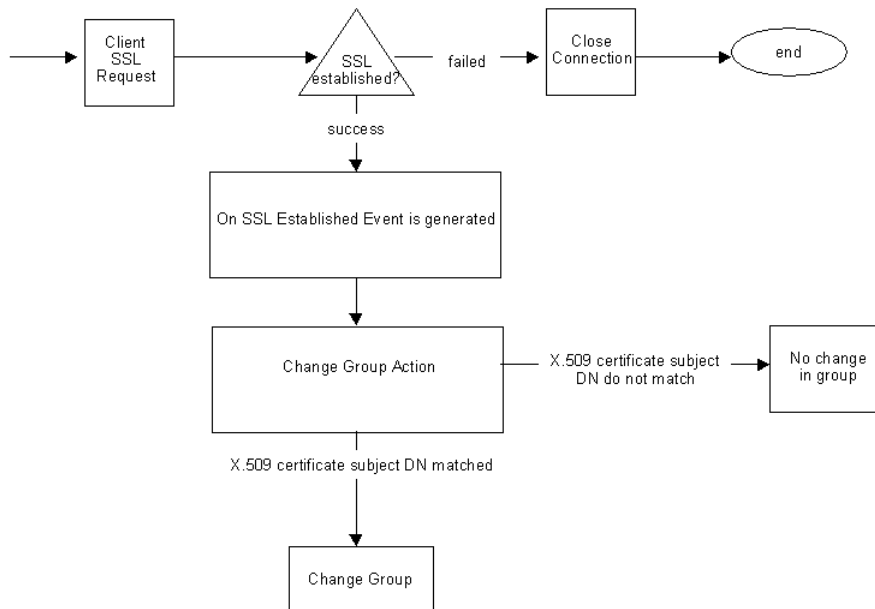 Client
SSL
Request
SSL
established?
failed
Close
Connection
end
success
On SSL Established Event is generated
Change Group Action
X.509 certificate subject
DN do not match
No change
in group
X.509 certificate subject DN matched
Change Group